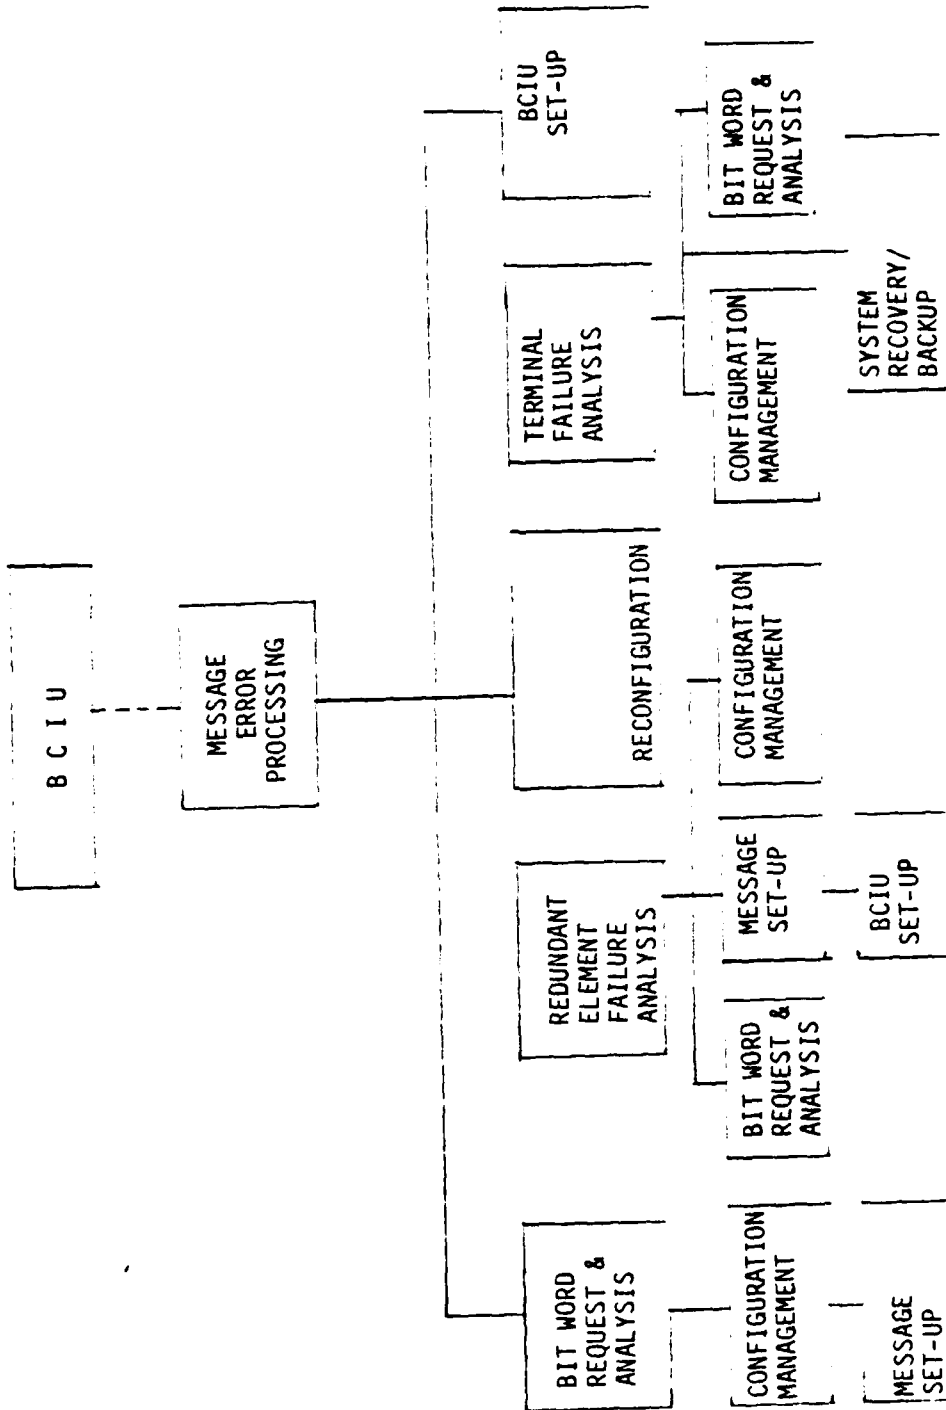 B C I U
MESSAGE
ERROR
PROCESSING
BIT WORD
REQUEST &
ANALYSIS
REDUNDANT
ELEMENT
FAILURE
ANALYSIS
RECONFIGURATION
TERMINAL
FAILURE
ANALYSIS
BCIU
SET-UP
CONFIGURATION
MANAGEMENT
BIT WORD
REQUEST &
ANALYSIS
MESSAGE
SET-UP
CONFIGURATION
MANAGEMENT
CONFIGURATION
MANAGEMENT
BIT WORD
REQUEST &
ANALYSIS
MESSAGE
SET-UP
BCIU
SET-UP
SYSTEM
RECOVERY/
BACKUP